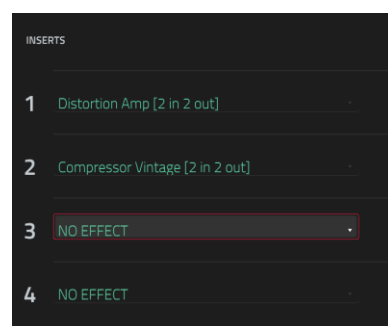 INSERTS
1 Distortion Amp [2 in 2 out]
2 Compressor Vintage [2 in 2 out]
3 NO EFFECT
4 NO EFFECT